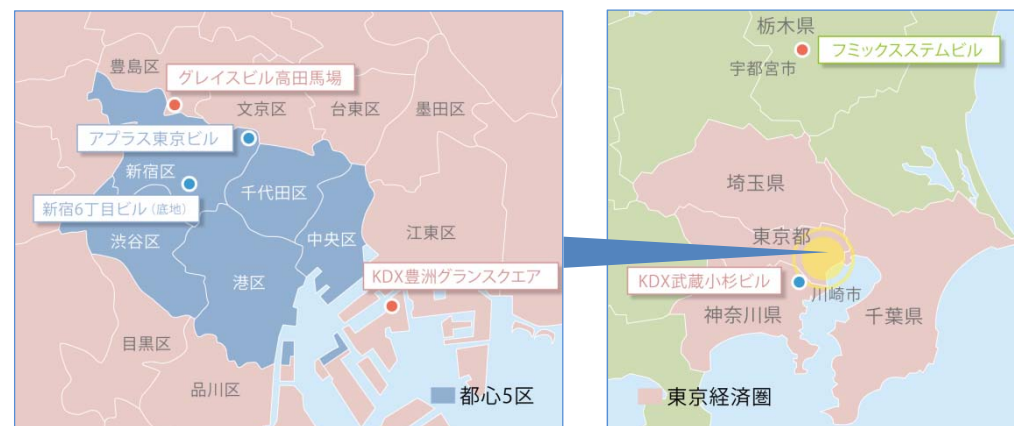 豊島区
グレイスビル高田馬場
文京区
台東区
墨田区
アプラス東京ビル
新宿区
千代田区
新宿6丁目ビル（底地）
渋谷区
中央区
江東区
港区
KDX豊洲グランスクエア
目黒区
品川区
都心5区
栃木県
フミックスステムビル
宇都宮市
埼玉県
東京都
KDX武蔵小杉ビル
川崎市
神奈川県
千葉県
東京経済圏